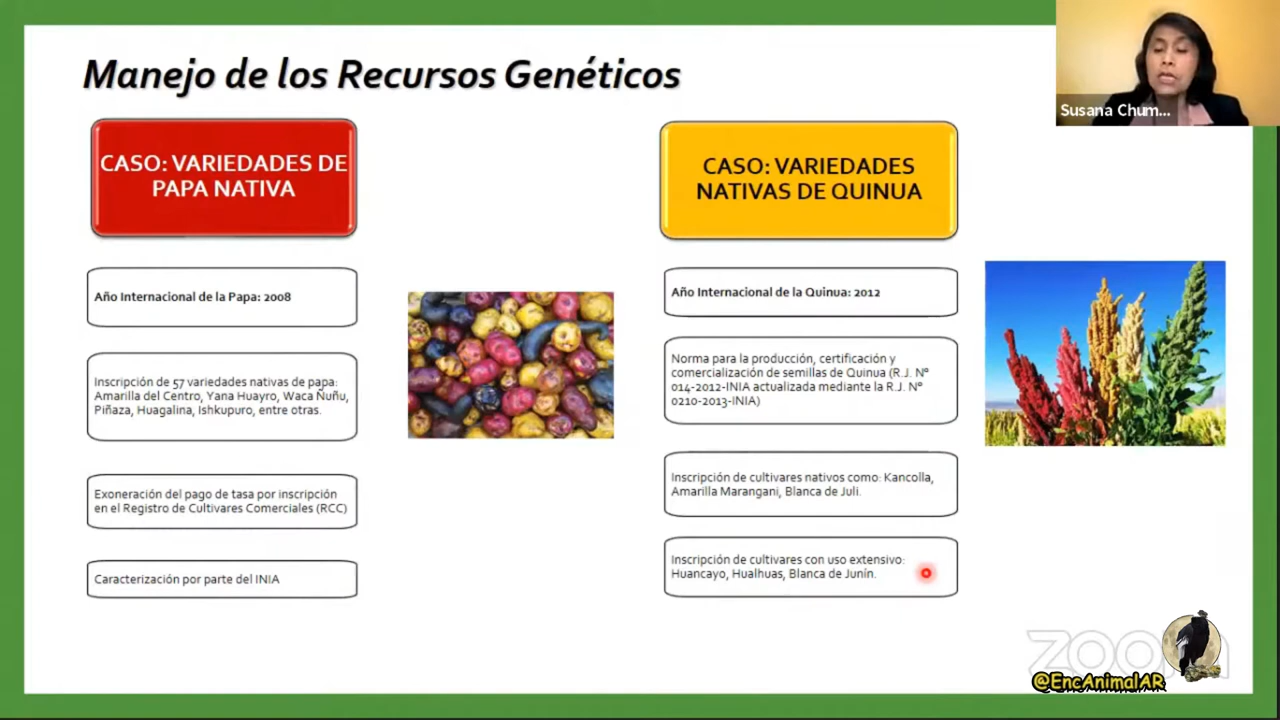 Manejo de los Recursos Genéticos
Susana Chum...
CASO: VARIEDADES DE
PAPA NATIVA
Año Internacional de la Papa: 2008
Inscripción de 57 variedades nativas de papa:
Amarilla del Centro, Yana Huayro, Waca Ñuñu,
Piñaza, Huagalina, Ishkupuro, entre otras.
Exoneración del pago de tasa por inscripción
en el Registro de Cultivares Comerciales (RCC)
Caracterización por parte del INIA
CASO: VARIEDADES
NATIVAS DE QUINUA
Año Internacional de la Quinua: 2012
Norma para la producción, certificación y
comercialización de semillas de Quinua (R.J. Nº
014-2012-INIA actualizada mediante la R.J. Nº
0210-2013-INIA)
Inscripción de cultivares nativos como: Kancolla,
Amarilla Marangani, Blanca de Juli.
Inscripción de cultivares con uso extensivo:
Huancayo, Hualhuas, Blanca de Junín.
zoom
@EncAnimalAR